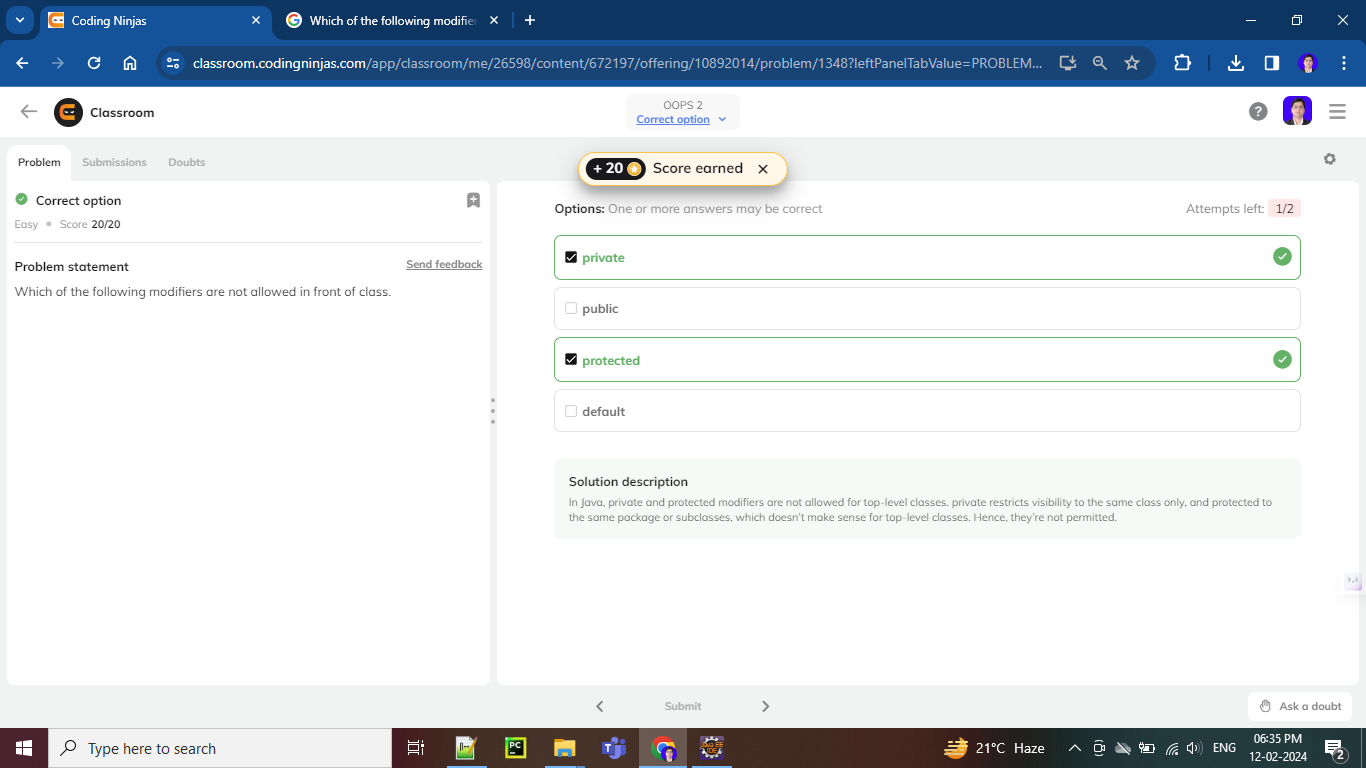 Coding Ninjas
Which of the following modifie
classroom.codingninjas.com/app/classroom/me/26598/content/672197/offering/10892014/problem/1348?leftPanelTabValue=PROBLEM...
Classroom
OOPS 2
Correct option
?
+ 20 Score earned
Problem Submissions Doubts
Correct option
Easy Score 20/20
Problem statement Send feedback
Which of the following modifiers are not allowed in front of class.
Options: One or more answers may be correct Attempts left: 1/2
private
public
protected
default
Solution description
In Java, private and protected modifiers are not allowed for top-level classes. private restricts visibility to the same class only, and protected to
the same package or subclasses, which doesn't make sense for top-level classes. Hence, they're not permitted.
Submit
Ask a doubt
Type here to search
PC
21°C Haze
ENG
06:35 PM
12-02-2024
2